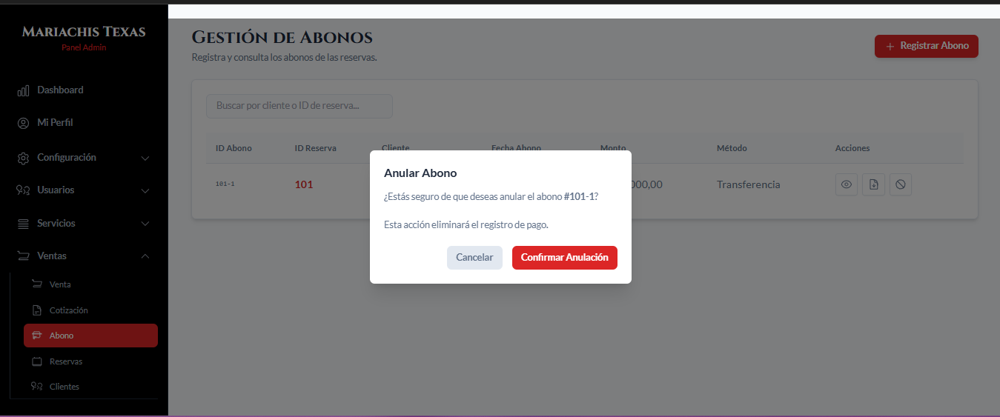 MARIACHIS TEXAS
Panel Admin
Dashboard
Mi Perfil
Configuración
Usuarios
Servicios
Ventas
Venta
Cotización
Abono
Reservas
Clientes
GESTIÓN DE ABONOS
Registra y consulta los abonos de las reservas.
+ Registrar Abono
Buscar por cliente o ID de reserva...
ID Abono ID Reserva Cliente Fecha Abono Monto Método Acciones
101-1 101 000,00 Transferencia
Anular Abono
¿Estás seguro de que deseas anular el abono #101-1?
Esta acción eliminará el registro de pago.
Cancelar Confirmar Anulación